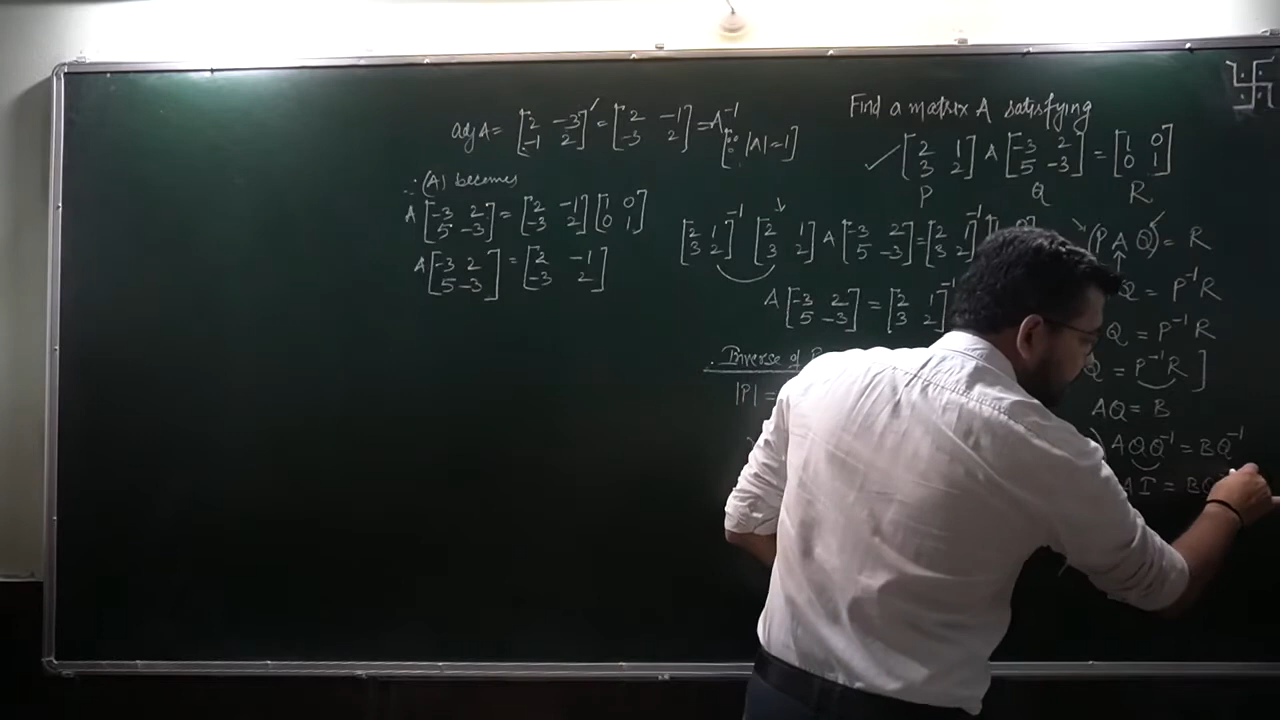 Find a matrix A satisfying
[2 1; 3 2] A [-3 2; 5 -3] = [1 0; 0 1]
P Q R
adj A = [2 -3; -1 2]' = [2 -1; -3 2] = A⁻¹
[∵ |A| = 1]
∴ (A) becomes
A [-3 2; 5 -3] = [2 -1; -3 2] [1 0; 0 1]
A [-3 2; 5 -3] = [2 -1; -3 2]
[2 1; 3 2]⁻¹ [2 1; 3 2] A [-3 2; 5 -3] = [2 1; 3 2]⁻¹
A [-3 2; 5 -3] = [2 1; 3 2]⁻¹
Inverse of
|P| =
(P A Q) = R
Q = P⁻¹R
Q = P⁻¹R
Q = P⁻¹R ]
AQ = B
AQQ⁻¹ = BQ⁻¹
AI = BQ